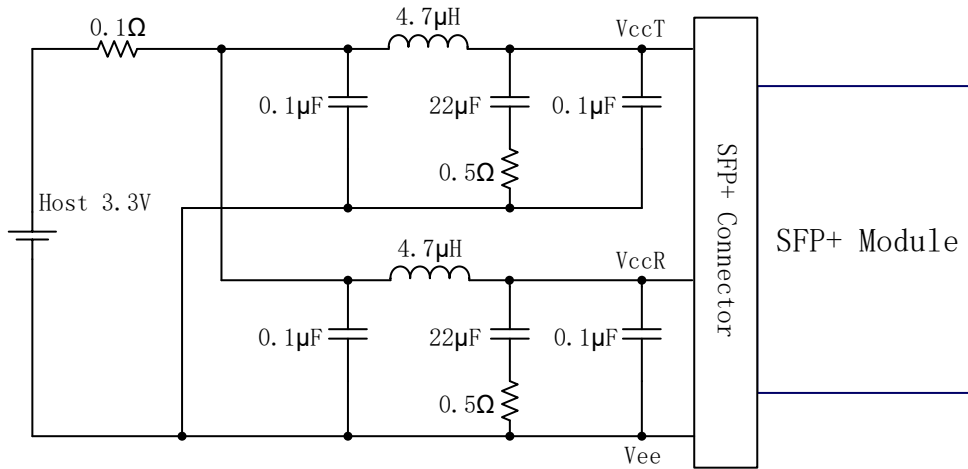 0.1Ω
4.7μH
VccT
0.1μF
22μF
0.1μF
0.5Ω
Host 3.3V
SFP+ Connector
SFP+ Module
4.7μH
VccR
0.1μF
22μF
0.1μF
0.5Ω
Vee